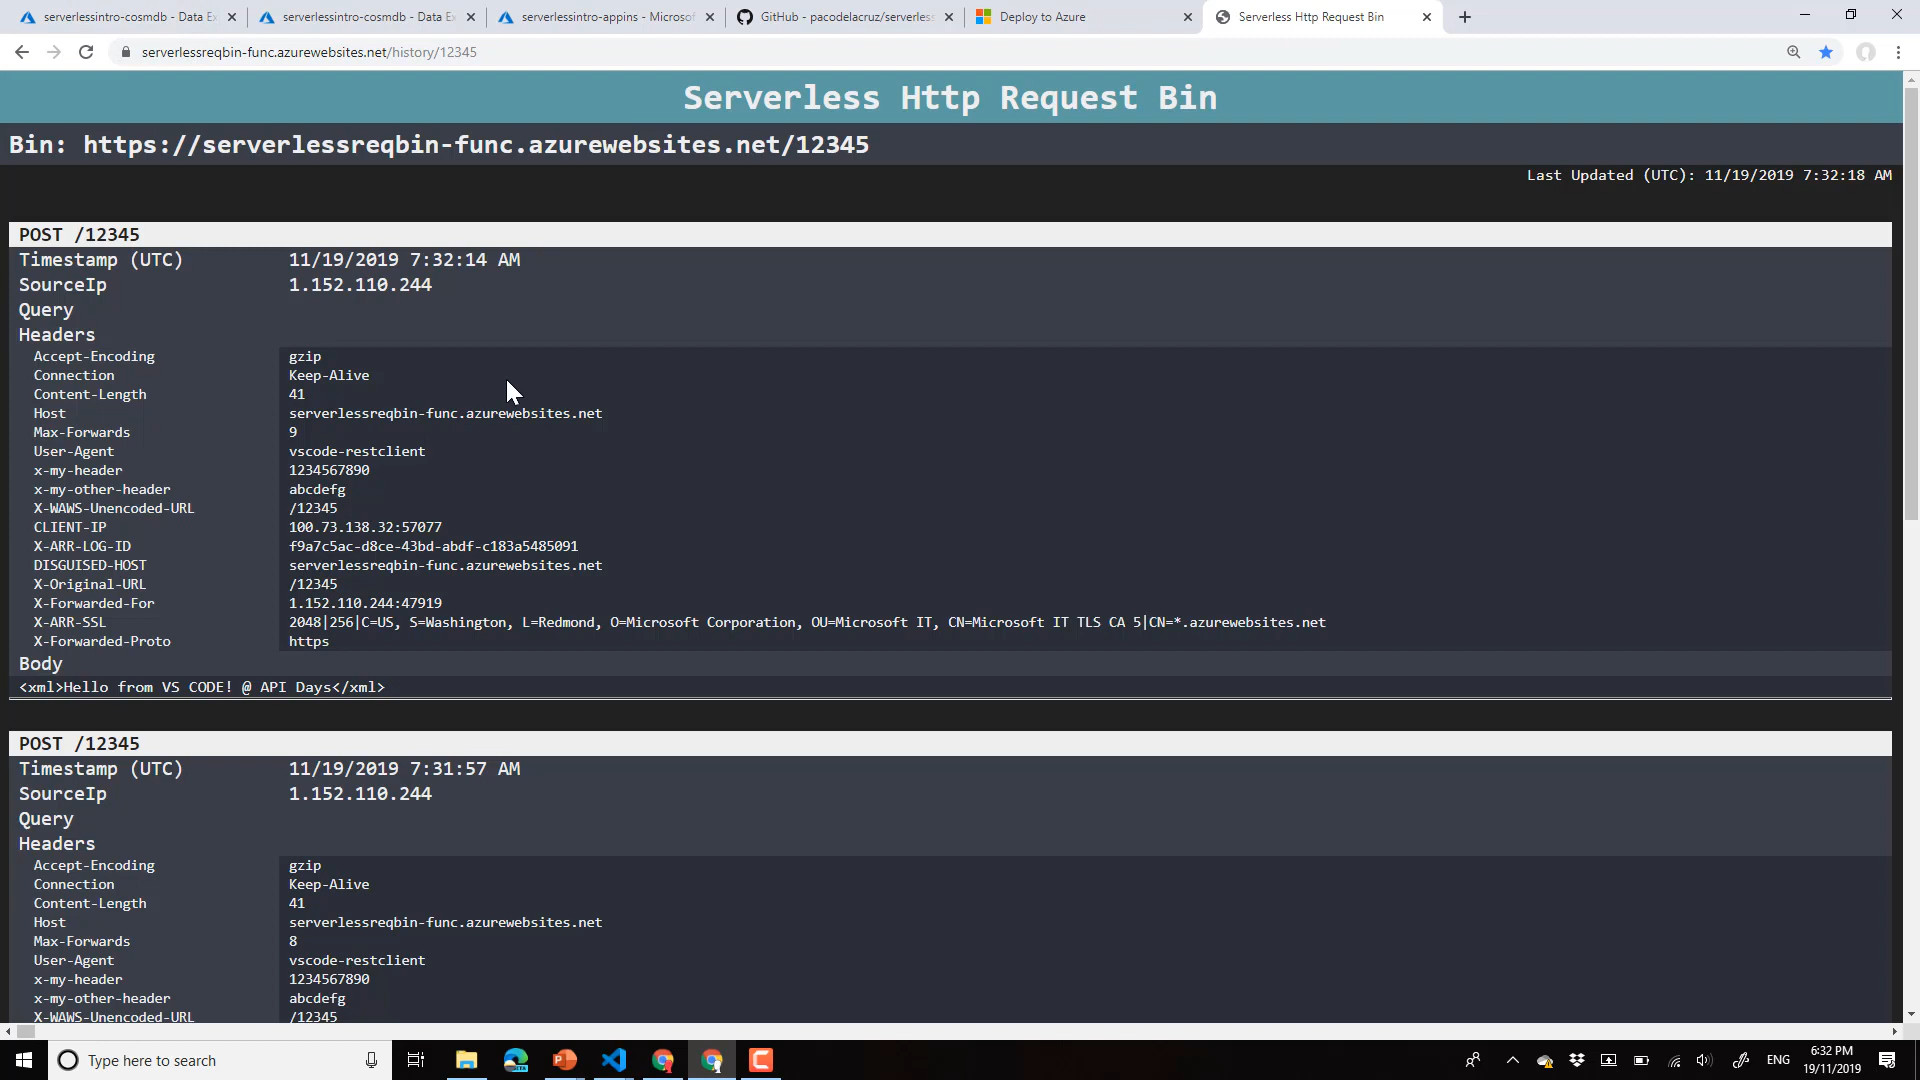 serverlessintro-cosmdb - Data Ex
serverlessintro-cosmdb - Data Ex
serverlessintro-appins - Microsof
GitHub - pacodelacruz/serverless
Deploy to Azure
Serverless Http Request Bin
serverlessreqbin-func.azurewebsites.net/history/12345
Serverless Http Request Bin
Bin: https://serverlessreqbin-func.azurewebsites.net/12345
Last Updated (UTC): 11/19/2019 7:32:18 AM
POST /12345
Timestamp (UTC) 11/19/2019 7:32:14 AM
SourceIp 1.152.110.244
Query
Headers
Accept-Encoding gzip
Connection Keep-Alive
Content-Length 41
Host serverlessreqbin-func.azurewebsites.net
Max-Forwards 9
User-Agent vscode-restclient
x-my-header 1234567890
x-my-other-header abcdefg
X-WAWS-Unencoded-URL /12345
CLIENT-IP 100.73.138.32:57077
X-ARR-LOG-ID f9a7c5ac-d8ce-43bd-abdf-c183a5485091
DISGUISED-HOST serverlessreqbin-func.azurewebsites.net
X-Original-URL /12345
X-Forwarded-For 1.152.110.244:47919
X-ARR-SSL 2048|256|C=US, S=Washington, L=Redmond, O=Microsoft Corporation, OU=Microsoft IT, CN=Microsoft IT TLS CA 5|CN=*.azurewebsites.net
X-Forwarded-Proto https
Body
<xml>Hello from VS CODE! @ API Days</xml>
POST /12345
Timestamp (UTC) 11/19/2019 7:31:57 AM
SourceIp 1.152.110.244
Query
Headers
Accept-Encoding gzip
Connection Keep-Alive
Content-Length 41
Host serverlessreqbin-func.azurewebsites.net
Max-Forwards 8
User-Agent vscode-restclient
x-my-header 1234567890
x-my-other-header abcdefg
X-WAWS-Unencoded-URL /12345
Type here to search
ENG
6:32 PM
19/11/2019